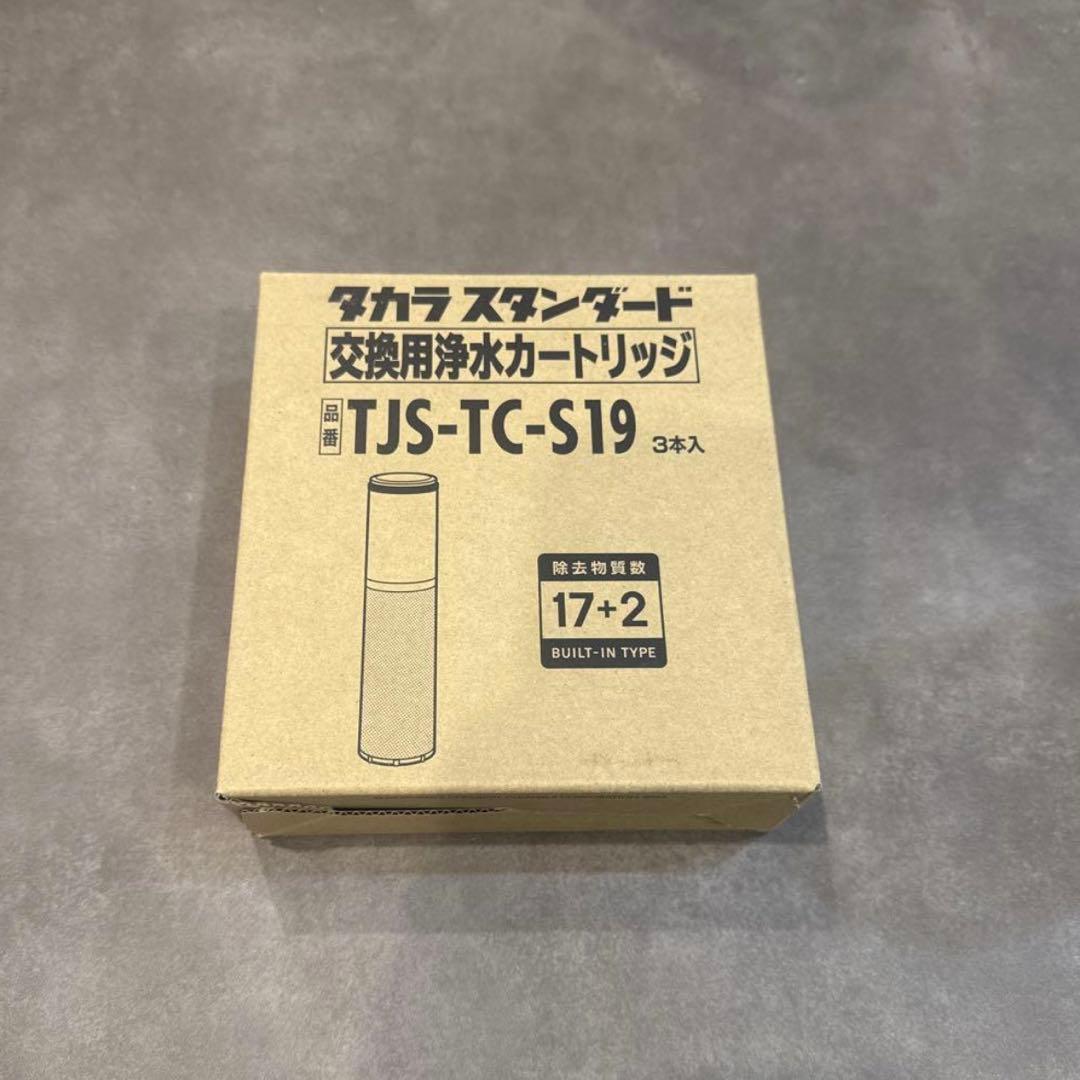 タカラスタンダード
交換用浄水カートリッジ
品番 TJS-TC-S19 3本入
除去物質数
17+2
BUILT-IN TYPE